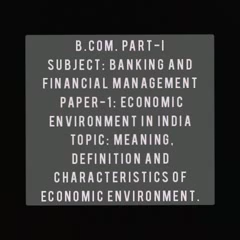 B.COM. PART-I
SUBJECT: BANKING AND
FINANCIAL MANAGEMENT
PAPER-1: ECONOMIC
ENVIRONMENT IN INDIA
TOPIC: MEANING,
DEFINITION AND
CHARACTERISTICS OF
ECONOMIC ENVIRONMENT.